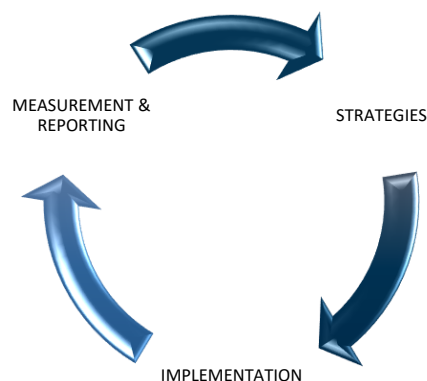 MEASUREMENT &
REPORTING
STRATEGIES
IMPLEMENTATION